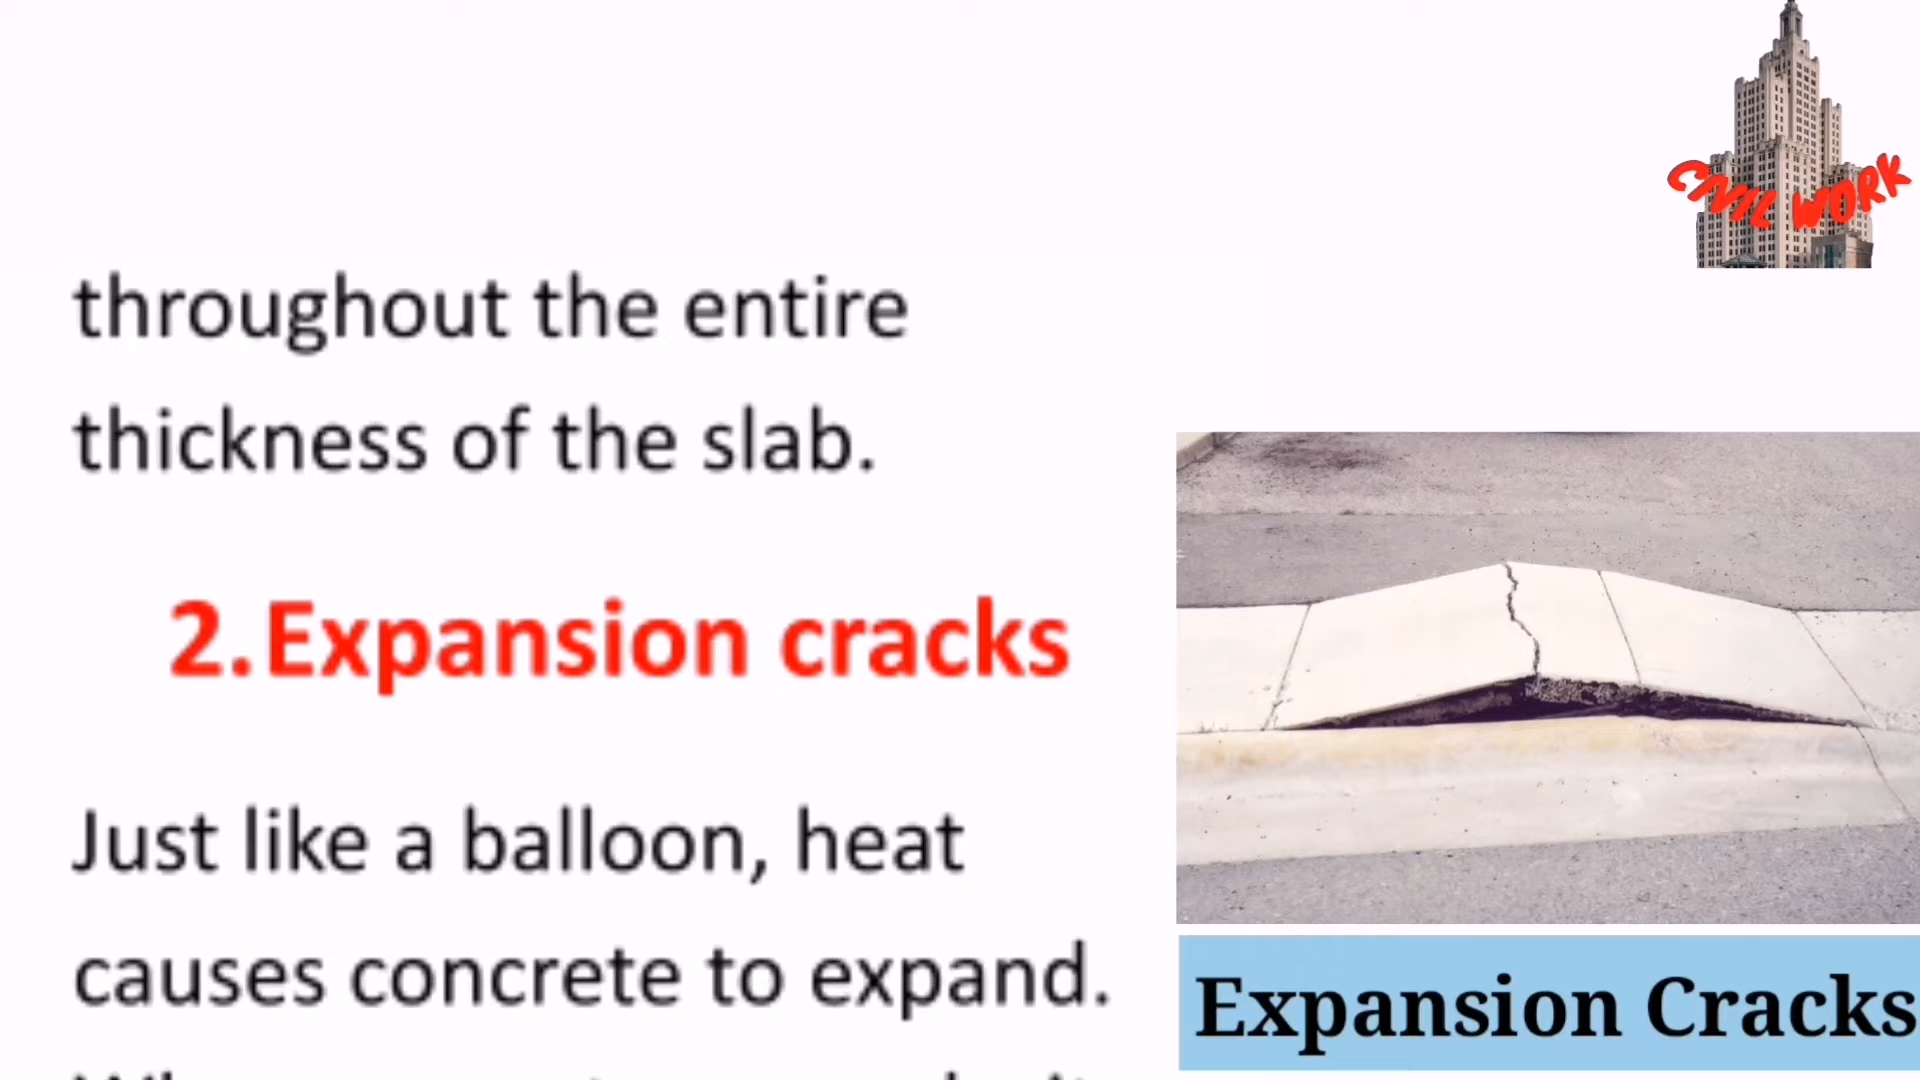 CIVIL WORK
throughout the entire
thickness of the slab.
2. Expansion cracks
Just like a balloon, heat
causes concrete to expand.
Expansion Cracks